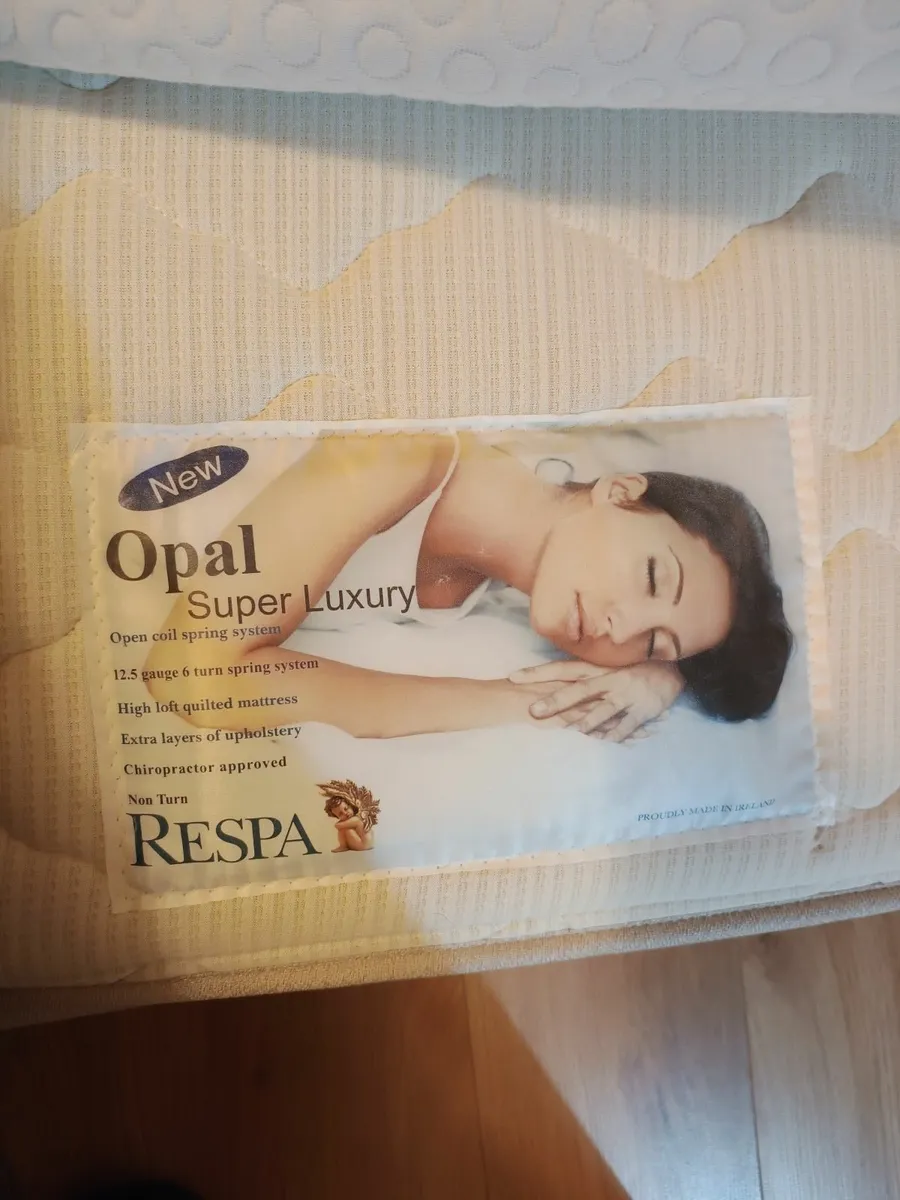 New
Opal
Super Luxury
Open coil spring system
12.5 gauge 6 turn spring system
High loft quilted mattress
Extra layers of upholstery
Chiropractor approved
Non Turn
RESPA
PROUDLY MADE IN IRELAND